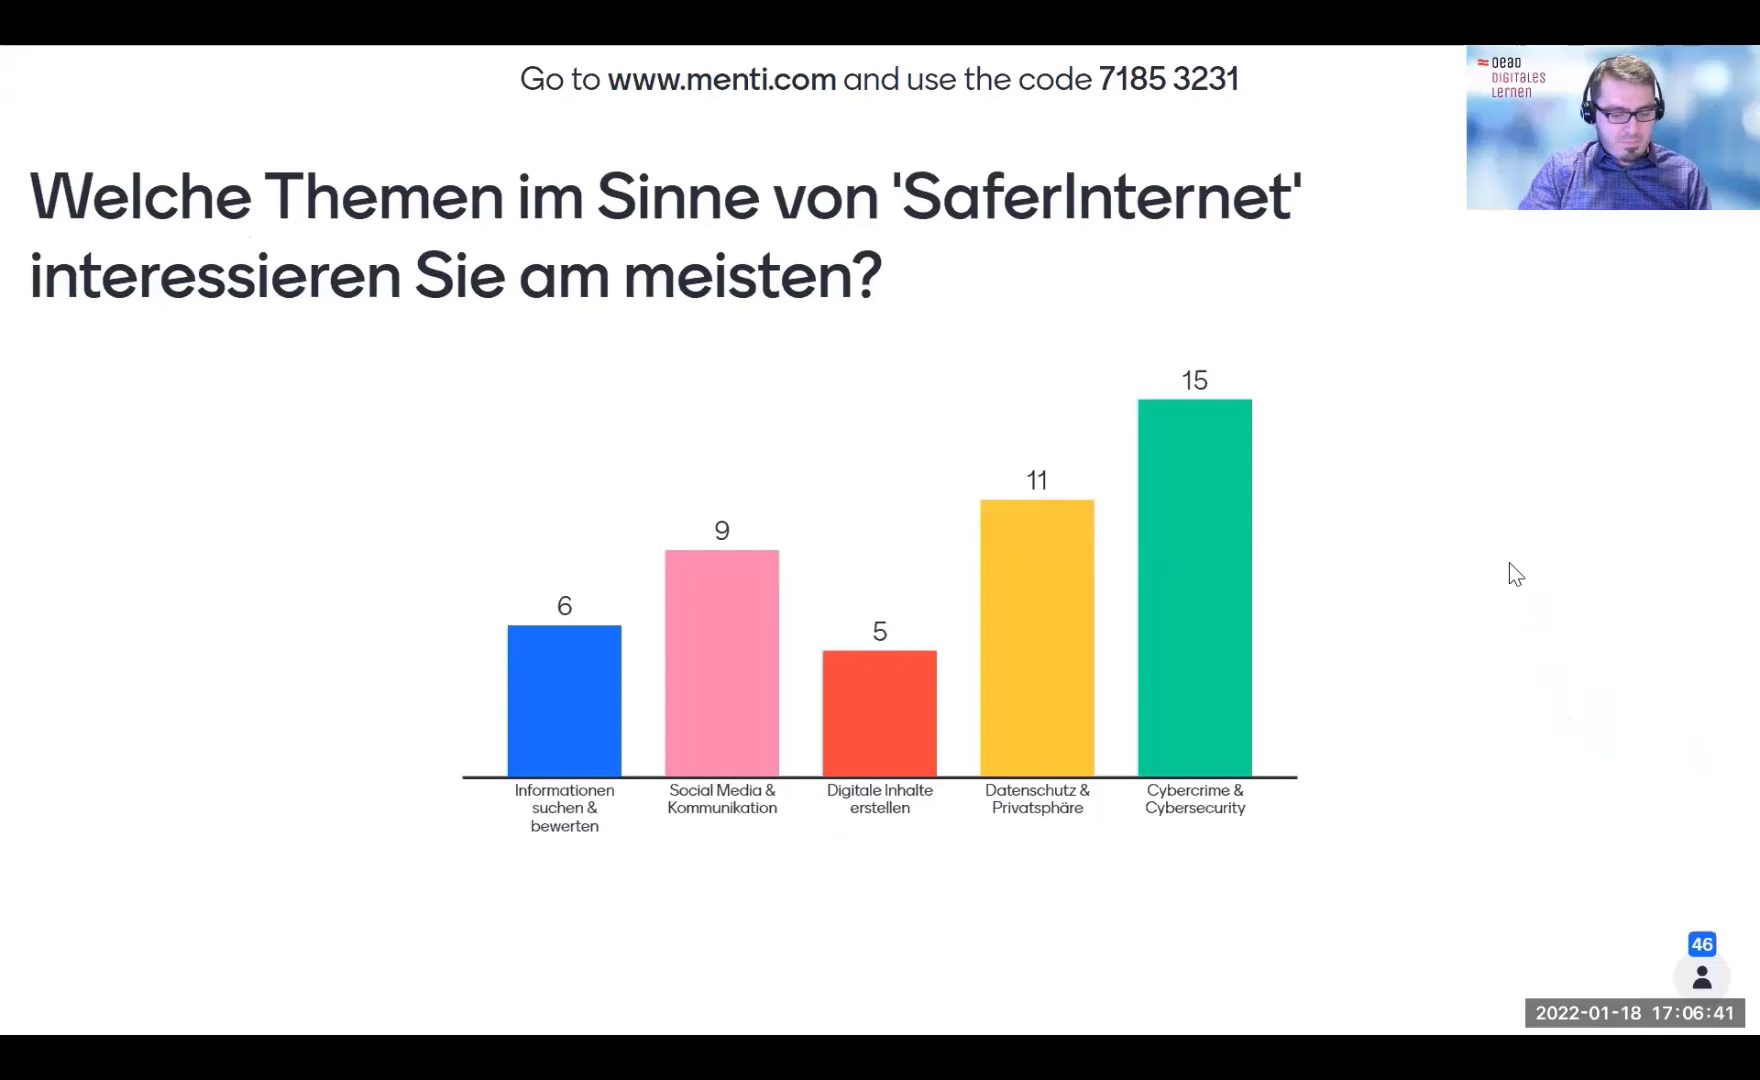 Go to www.menti.com and use the code 7185 3231
OeAD
DIGITALES
Lernen
Welche Themen im Sinne von 'SaferInternet'
interessieren Sie am meisten?
15
11
9
6
5
Informationen
suchen &
bewerten
Social Media &
Kommunikation
Digitale Inhalte
erstellen
Datenschutz &
Privatsphäre
Cybercrime &
Cybersecurity
46
2022-01-18 17:06:41